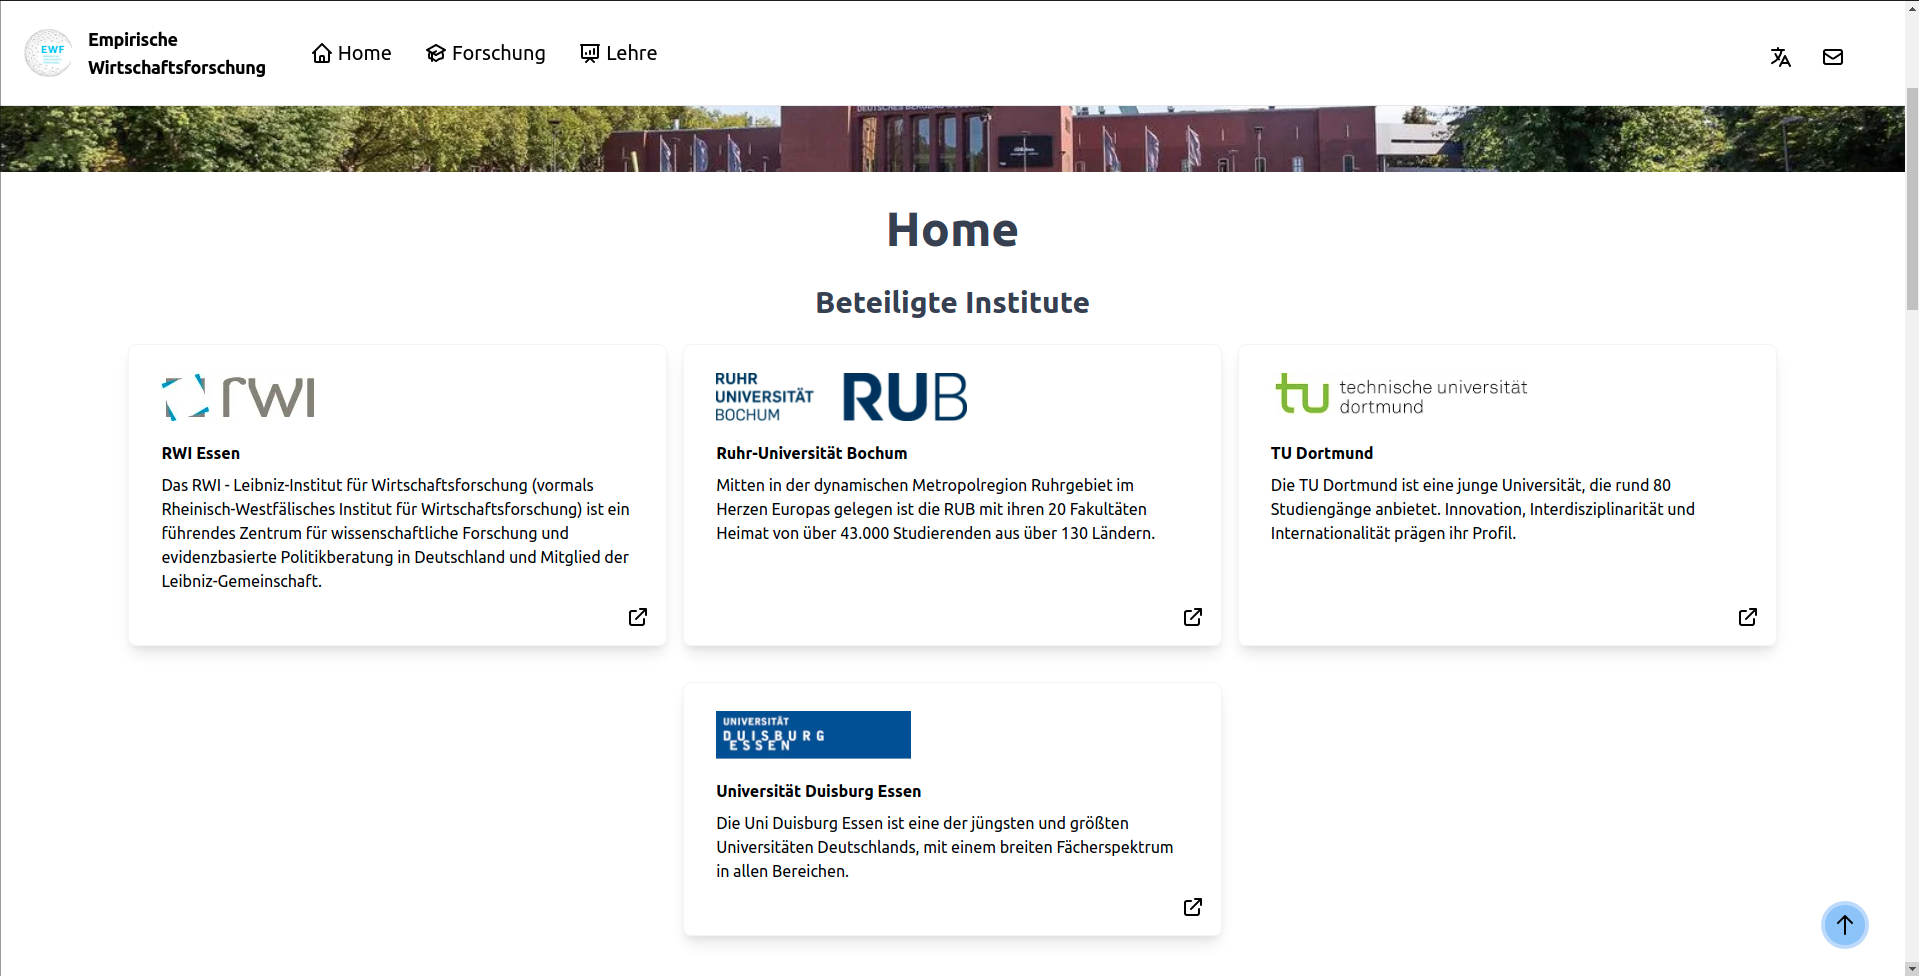 EWF
Empirische
Wirtschaftsforschung
Home
Forschung
Lehre
Home
Beteiligte Institute
rwi
RWI Essen
Das RWI - Leibniz-Institut für Wirtschaftsforschung (vormals
Rheinisch-Westfälisches Institut für Wirtschaftsforschung) ist ein
führendes Zentrum für wissenschaftliche Forschung und
evidenzbasierte Politikberatung in Deutschland und Mitglied der
Leibniz-Gemeinschaft.
RUHR
UNIVERSITÄT
BOCHUM
RUB
Ruhr-Universität Bochum
Mitten in der dynamischen Metropolregion Ruhrgebiet im
Herzen Europas gelegen ist die RUB mit ihren 20 Fakultäten
Heimat von über 43.000 Studierenden aus über 130 Ländern.
tu
technische universität
dortmund
TU Dortmund
Die TU Dortmund ist eine junge Universität, die rund 80
Studiengänge anbietet. Innovation, Interdisziplinarität und
Internationalität prägen ihr Profil.
UNIVERSITÄT
DUISBURG
ESSEN
Universität Duisburg Essen
Die Uni Duisburg Essen ist eine der jüngsten und größten
Universitäten Deutschlands, mit einem breiten Fächerspektrum
in allen Bereichen.